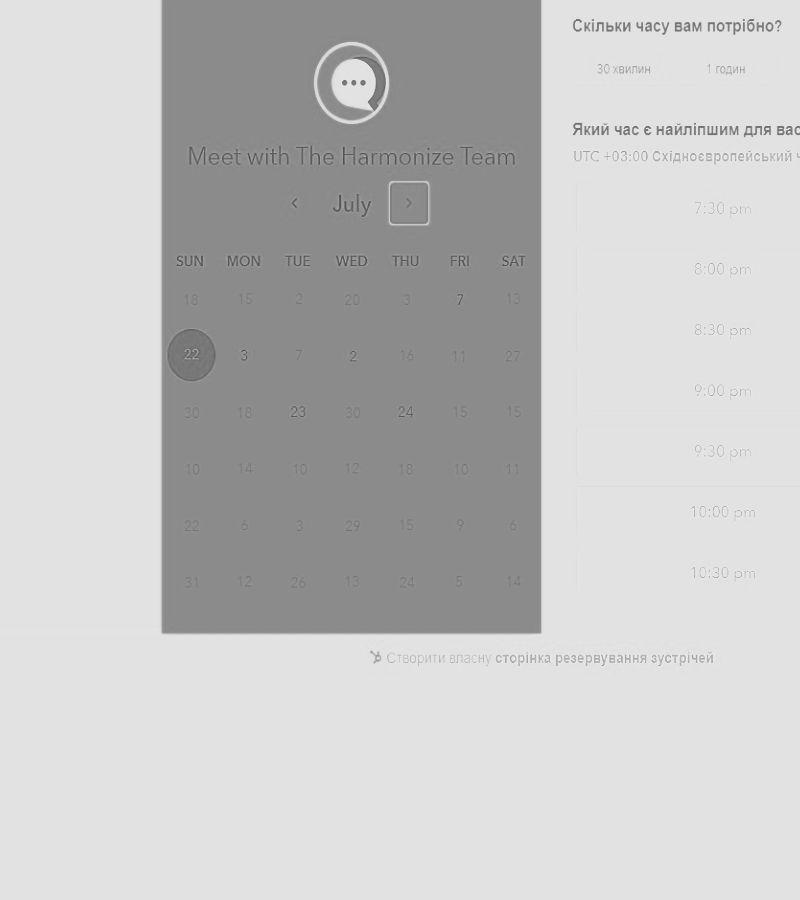 Meet with The Harmonize Team
July
SUN MON TUE WED THU FRI SAT
18 15 2 20 3 7 13
22 3 7 2 16 11 27
30 18 23 30 24 15 15
10 14 10 12 18 10 11
22 6 3 29 15 9 6
31 12 26 13 24 5 14
Скільки часу вам потрібно?
30 хвилин 1 годин
Який час є найліпшим для вас
UTC +03:00 Східноєвропейський ч
7:30 pm
8:00 pm
8:30 pm
9:00 pm
9:30 pm
10:00 pm
10:30 pm
Створити власну сторінка резервування зустрічей